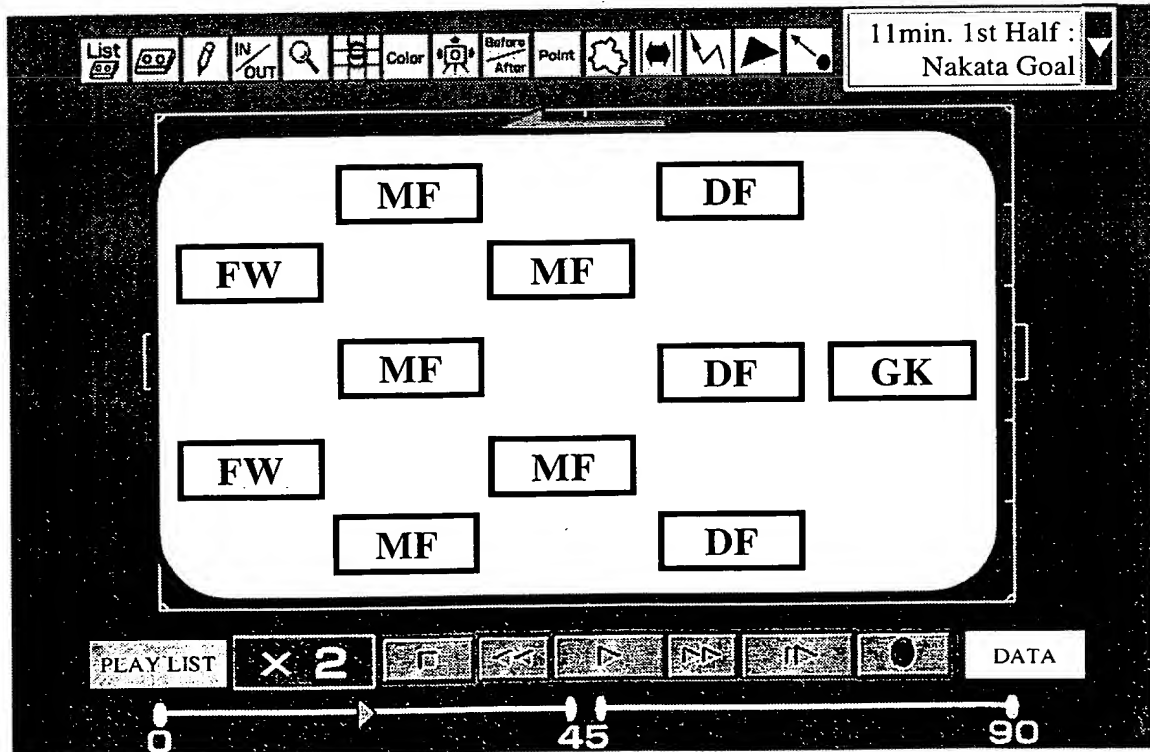 List
IN
OUT
Color
Before
After
Point
11min. 1st Half :
Nakata Goal
MF DF
FW MF
MF DF GK
FW MF
MF DF
PLAY LIST × 2 DATA
0 45 90